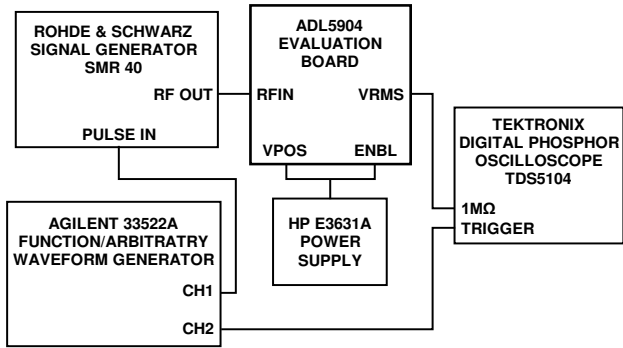 ROHDE & SCHWARZ
SIGNAL GENERATOR
SMR 40
RF OUT
PULSE IN
ADL5904
EVALUATION
BOARD
RFIN
VRMS
VPOS
ENBL
TEKTRONIX
DIGITAL PHOSPHOR
OSCILLOSCOPE
TDS5104
1MΩ
TRIGGER
AGILENT 33522A
FUNCTION/ARBITRATRY
WAVEFORM GENERATOR
CH1
CH2
HP E3631A
POWER
SUPPLY